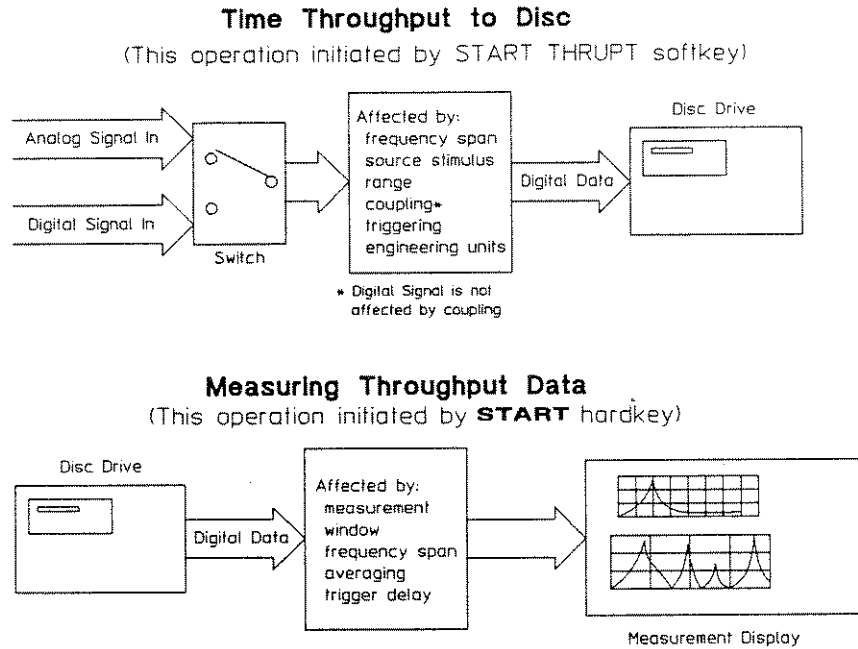 Time Throughput to Disc
(This operation initiated by START THRUPT softkey)
Analog Signal In
Digital Signal In
Switch
Affected by:
frequency span
source stimulus
range
coupling*
triggering
engineering units
* Digital Signal is not
affected by coupling
Digital Data
Disc Drive
Measuring Throughput Data
(This operation initiated by START hardkey)
Disc Drive
Digital Data
Affected by:
measurement
window
frequency span
averaging
trigger delay
Measurement Display